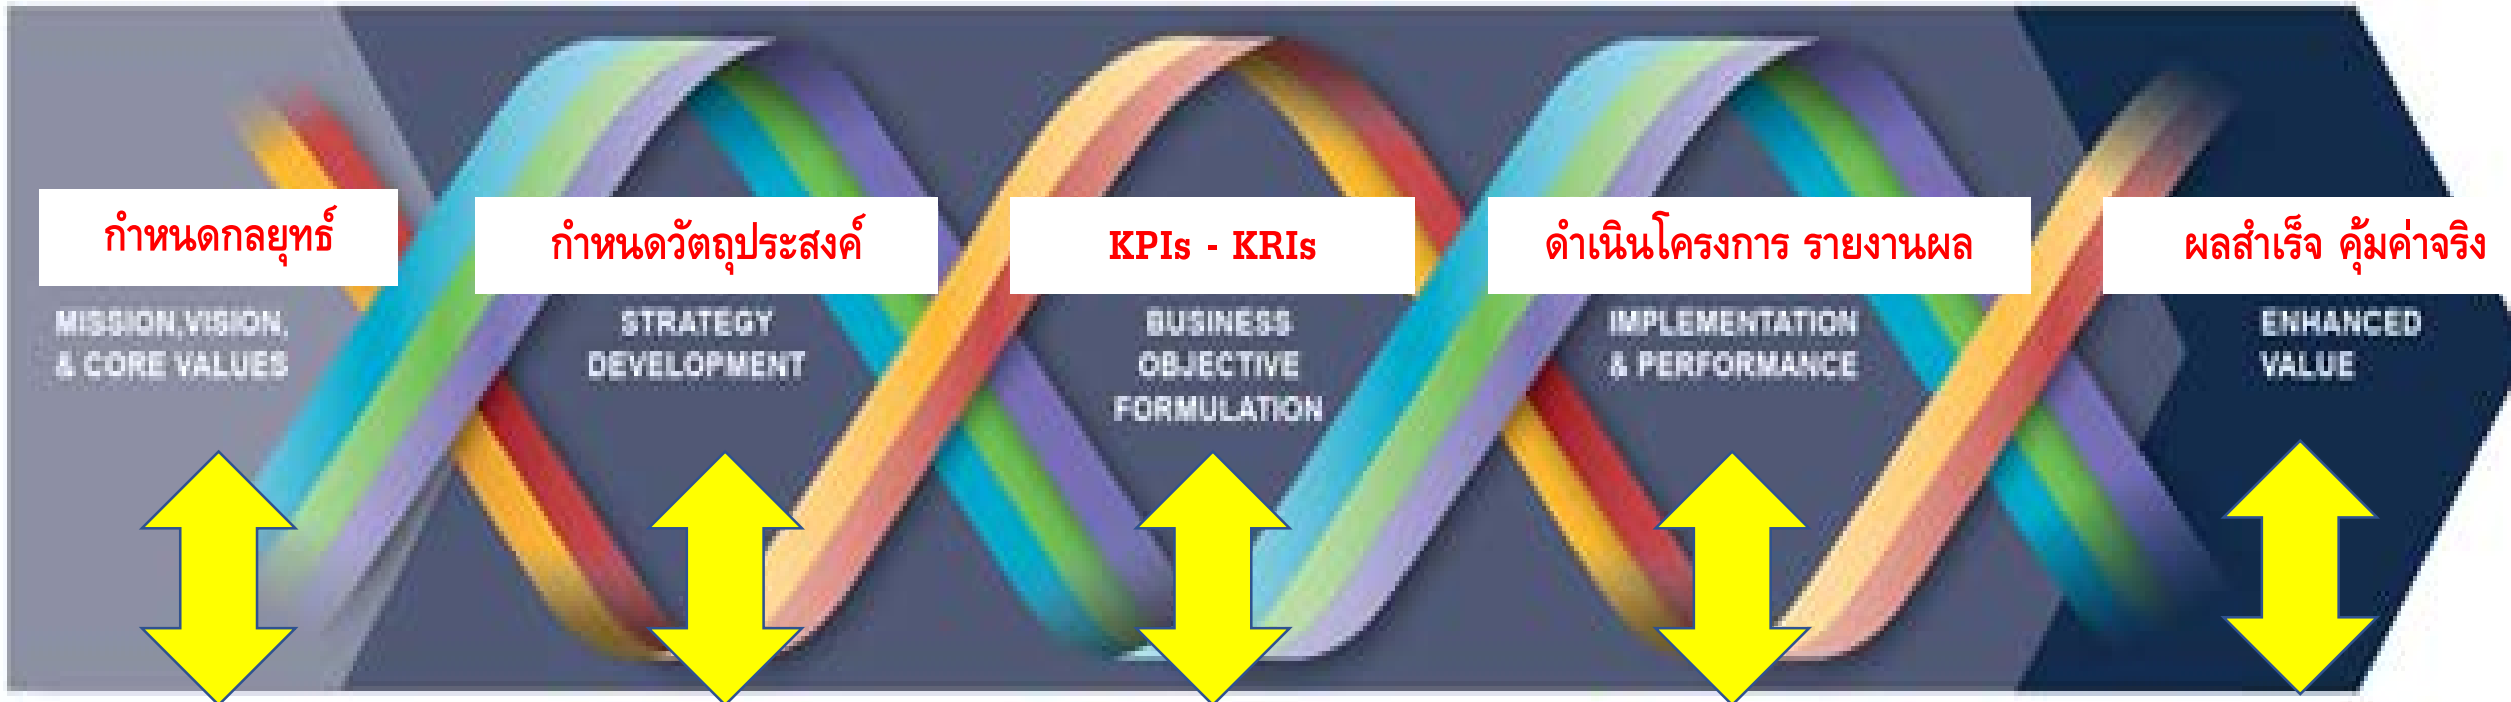 กำหนดกลยุทธ์
กำหนดวัตถุประสงค์
KPIs - KRIs
ดำเนินโครงการ รายงานผล
ผลสำเร็จ คุ้มค่าจริง
MISSION,VISION,
& CORE VALUES
STRATEGY
DEVELOPMENT
BUSINESS
OBJECTIVE
FORMULATION
IMPLEMENTATION
& PERFORMANCE
ENHANCED
VALUE